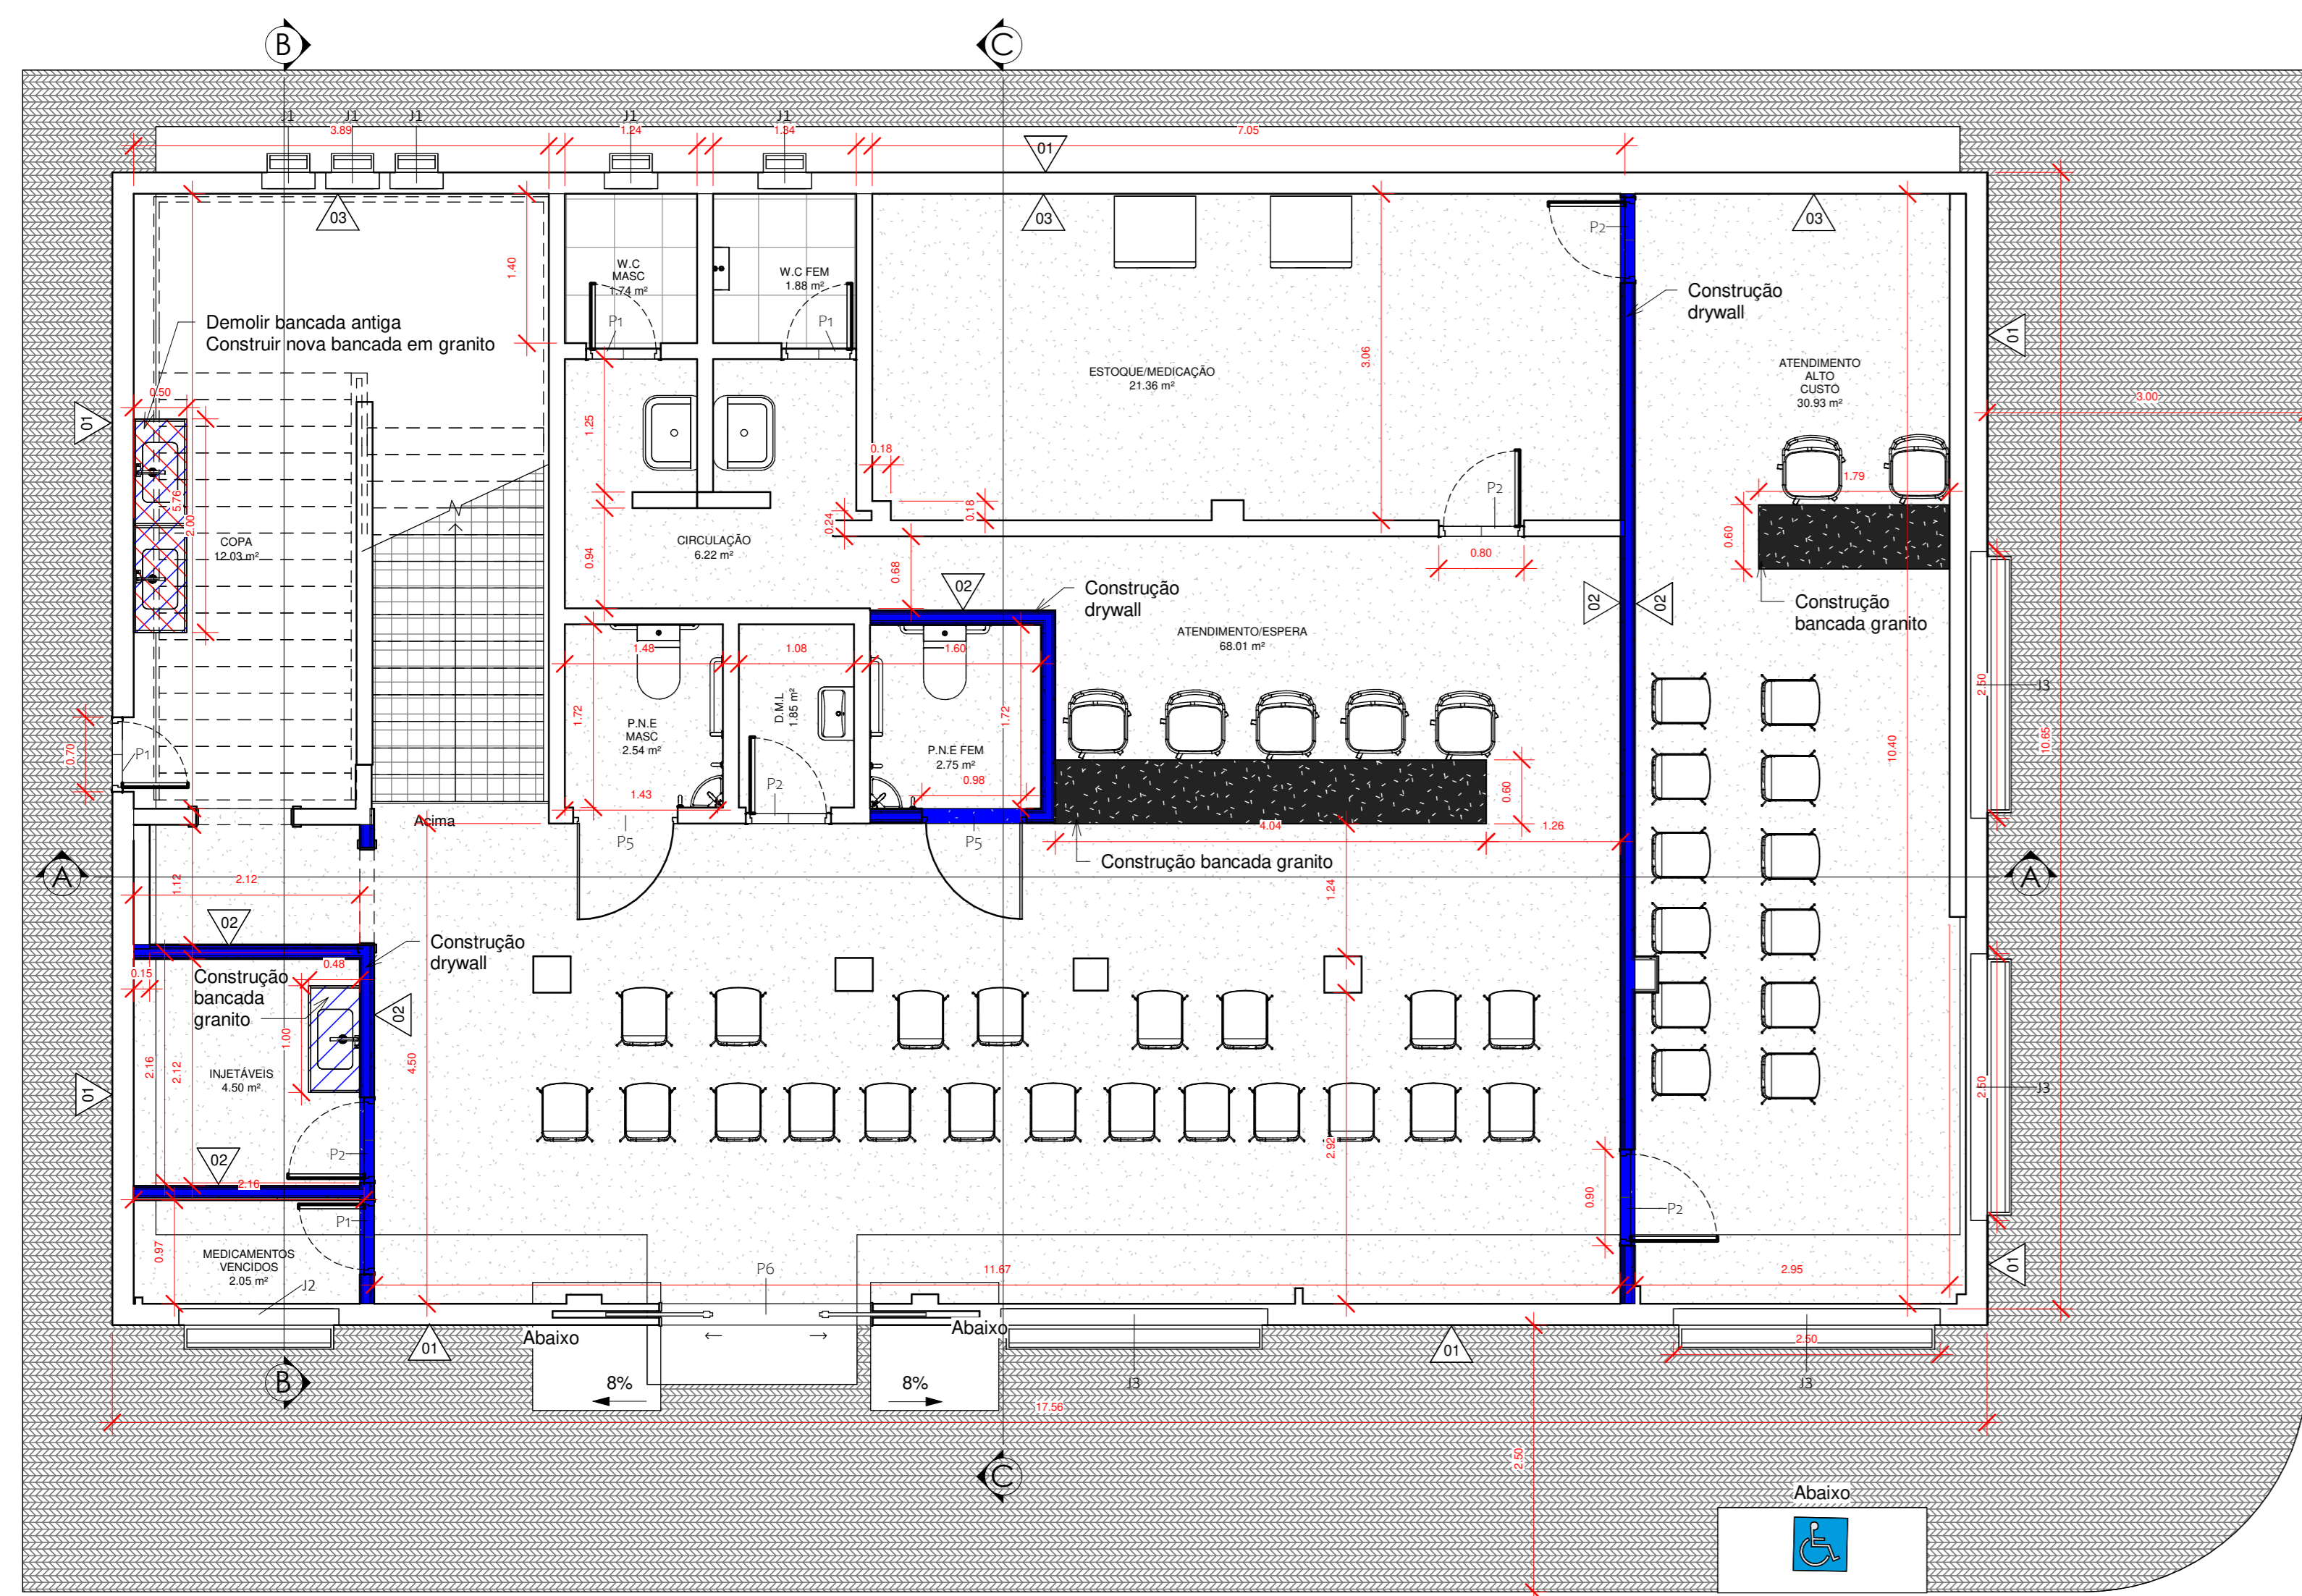 B
C
J1
J1
J1
J1
J1
3.89
1.24
1.34
7.05
01
03
03
03
W.C
MASC
1.74 m²
W.C FEM
1.88 m²
P1
P1
P2
1.40
Demolir bancada antiga
Construir nova bancada em granito
Construção
drywall
01
ESTOQUE/MEDICAÇÃO
21.36 m²
3.06
ATENDIMENTO
ALTO
CUSTO
30.93 m²
3.00
0.50
01
1.25
0.18
1.79
5.76
2.00
0.18
0.24
P2
0.60
COPA
12.03 m²
CIRCULAÇÃO
6.22 m²
0.94
0.68
0.80
02
Construção
drywall
02
02
Construção
bancada granito
ATENDIMENTO/ESPERA
68.01 m²
1.48
1.08
1.60
2.50
J3
1.72
P.N.E
MASC
2.54 m²
D.M.L
1.85 m²
1.72
P.N.E FEM
2.75 m²
0.98
0.70
P1
P2
10.40
10.65
1.43
0.60
Acima
P5
P5
4.04
1.26
Construção bancada granito
A
A
1.12
2.12
1.24
02
Construção
drywall
0.15
0.48
Construção
bancada
granito
02
1.00
4.50
2.16
2.12
INJETÁVEIS
4.50 m²
01
2.50
J3
2.92
P2
02
2.16
0.90
P2
P1
0.97
MEDICAMENTOS
VENCIDOS
2.05 m²
J2
P6
11.67
2.95
01
Abaixo
Abaixo
01
01
2.50
B
8%
8%
J3
J3
17.56
2.50
C
Abaixo